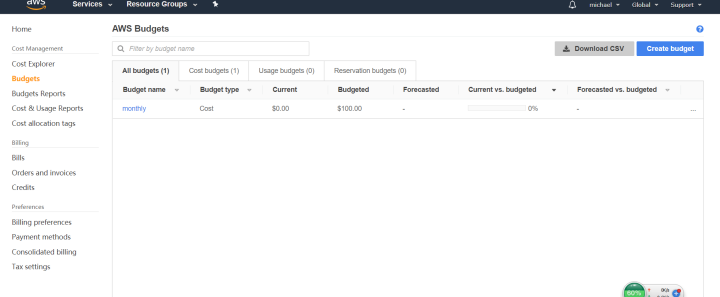 aws Services Resource Groups michael Global Support
Home
AWS Budgets
Cost Management
Filter by budget name
Download CSV
Create budget
Cost Explorer
Budgets
All budgets (1) Cost budgets (1) Usage budgets (0) Reservation budgets (0)
Budgets Reports
Budget name Budget type Current Budgeted Forecasted Current vs. budgeted Forecasted vs. budgeted
Cost & Usage Reports
monthly Cost $0.00 $100.00 - 0% - ...
Cost allocation tags
Billing
Bills
Orders and invoices
Credits
Preferences
Billing preferences
Payment methods
Consolidated billing
Tax settings
60%